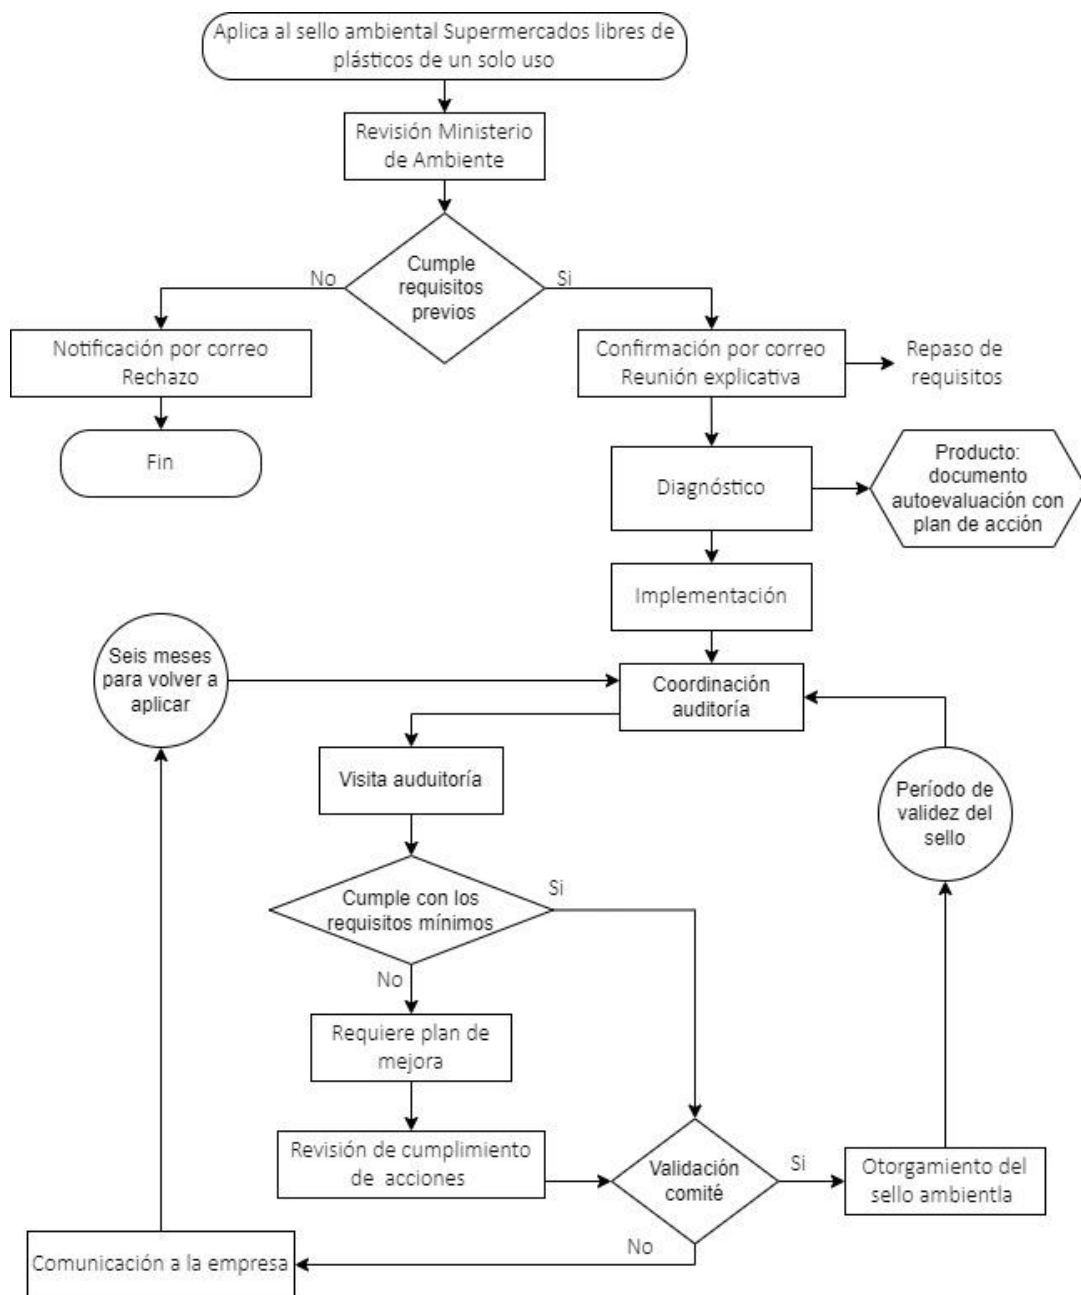 Aplica al sello ambiental Supermercados libres de
plásticos de un solo uso
Revisión Ministerio
de Ambiente
Cumple
requisitos
previos
No
Si
Notificación por correo
Rechazo
Confirmación por correo
Reunión explicativa
Repaso de
requisitos
Fin
Diagnóstico
Producto:
documento
autoevaluación con
plan de acción
Implementación
Seis meses
para volver a
aplicar
Coordinación
auditoría
Visita auduitoría
Período de
validez del
sello
Cumple con los
requisitos mínimos
Si
No
Requiere plan de
mejora
Revisión de cumplimiento
de acciones
Validación
comité
Si
Otorgamiento del
sello ambientla
No
Comunicación a la empresa